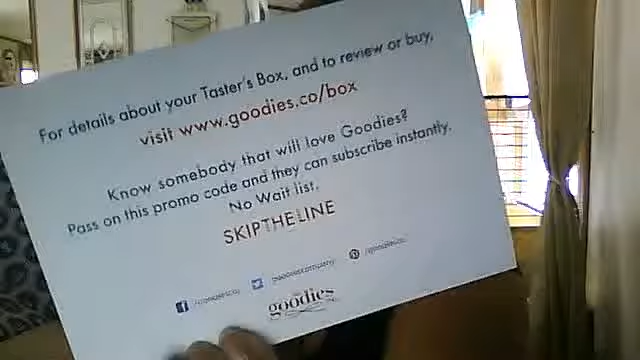 For details about your Taster's Box, and to review or buy,
visit www.goodies.co/box
Know somebody that will love Goodies?
Pass on this promo code and they can subscribe instantly.
No Wait list.
SKIPTHELINE
/goodiesco
goodies